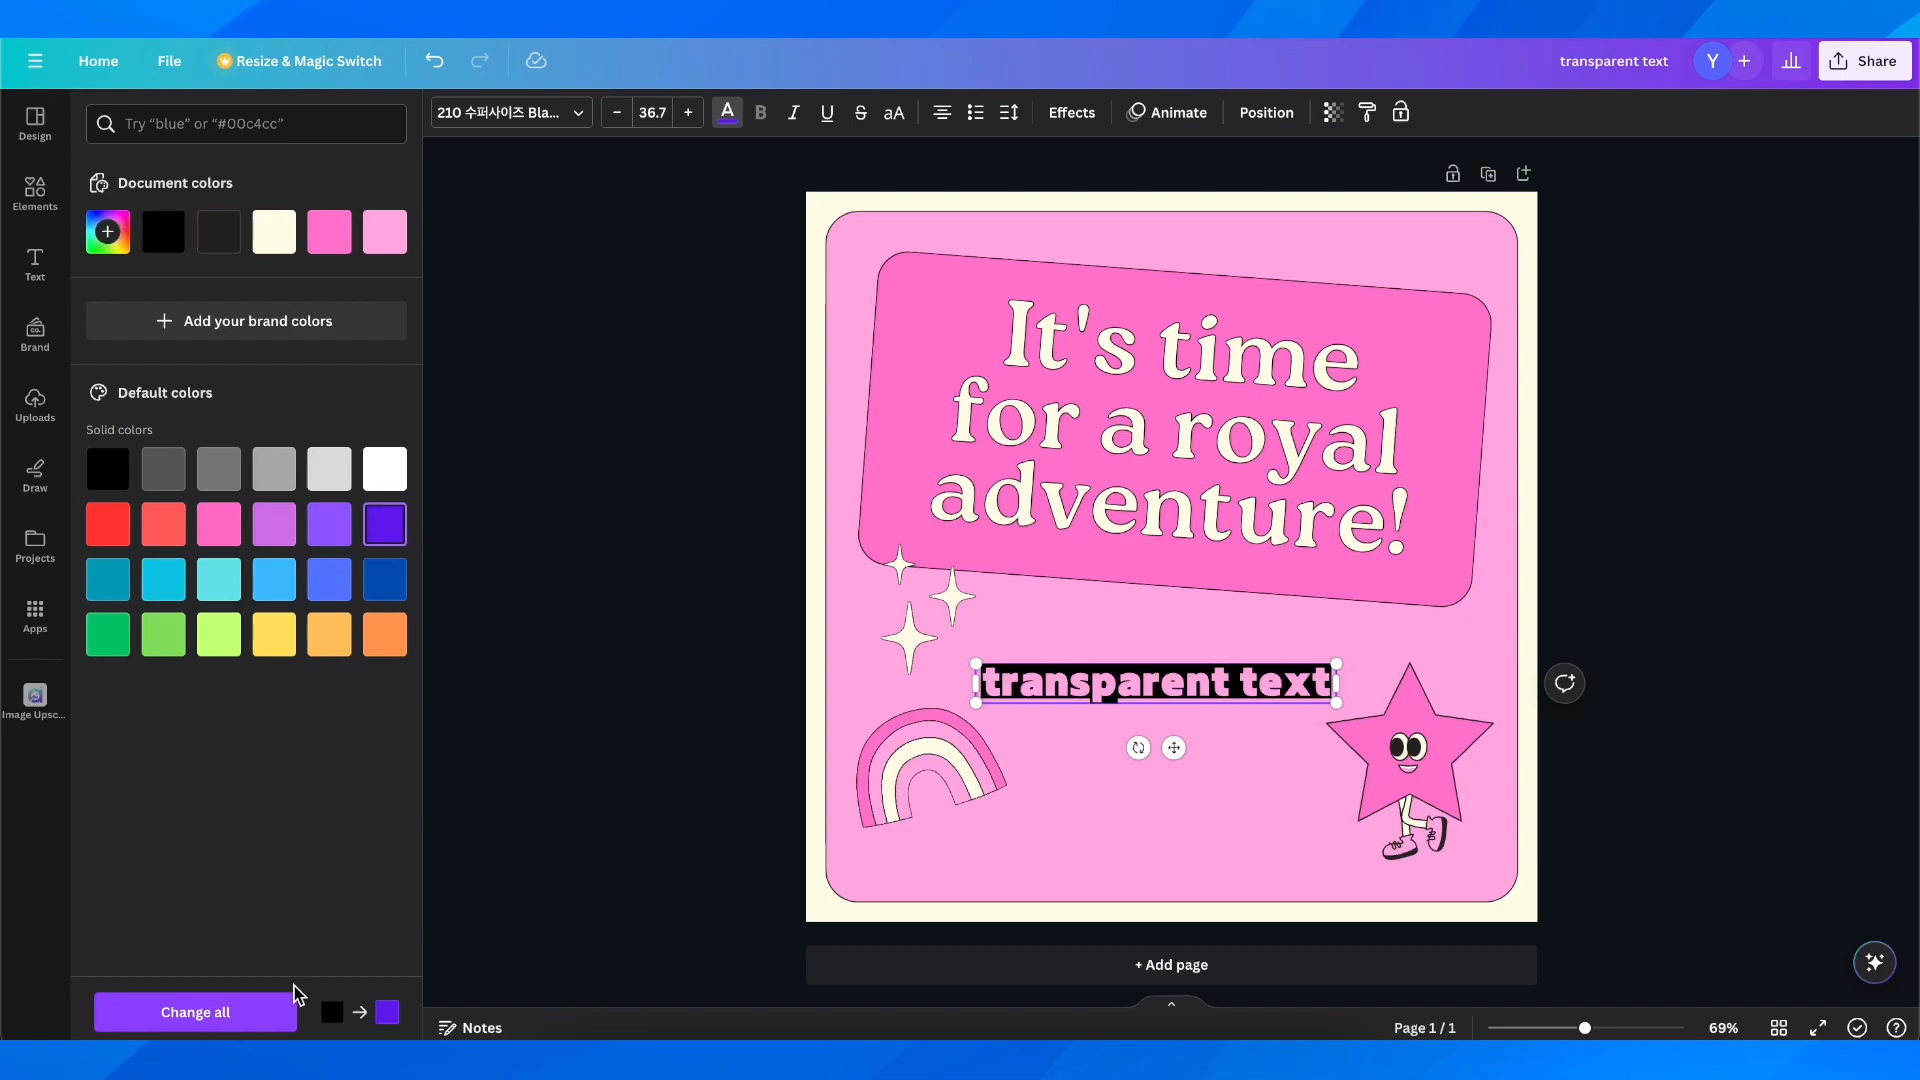 Home File Resize & Magic Switch transparent text Y Share
Design
Elements
Text
Brand
Uploads
Draw
Projects
Apps
Image Upsc...
Try “blue” or “#00c4cc”
Document colors
Add your brand colors
Default colors
Solid colors
Change all
210 수퍼사이즈 Bla... − 36.7 + A B I U S aA Effects Animate Position
It's time
for a royal
adventure!
transparent text
+ Add page
Notes Page 1 / 1 69%